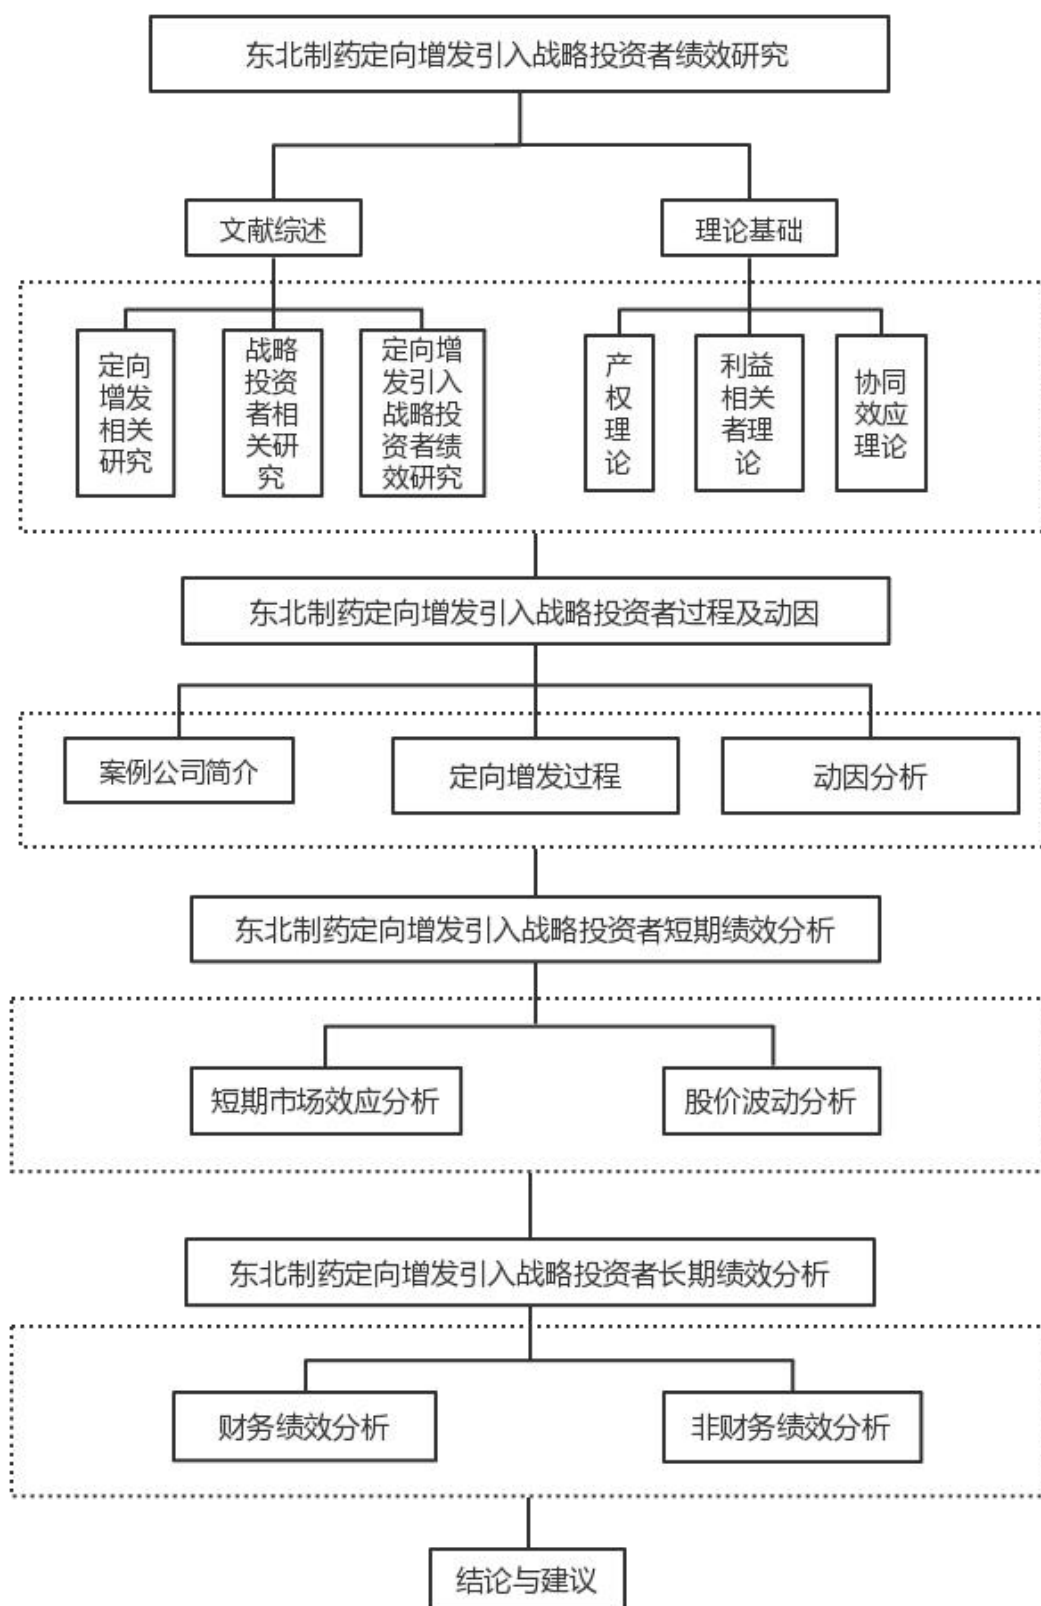 东北制药定向增发引入战略投资者绩效研究
文献综述
理论基础
定向
增发
相关
研究
战略
投资
者相
关研
究
定向增
发引入
战略投
资者绩
效研究
产
权
理
论
利益
相关
者理
论
协同
效应
理论
东北制药定向增发引入战略投资者过程及动因
案例公司简介
定向增发过程
动因分析
东北制药定向增发引入战略投资者短期绩效分析
短期市场效应分析
股价波动分析
东北制药定向增发引入战略投资者长期绩效分析
财务绩效分析
非财务绩效分析
结论与建议